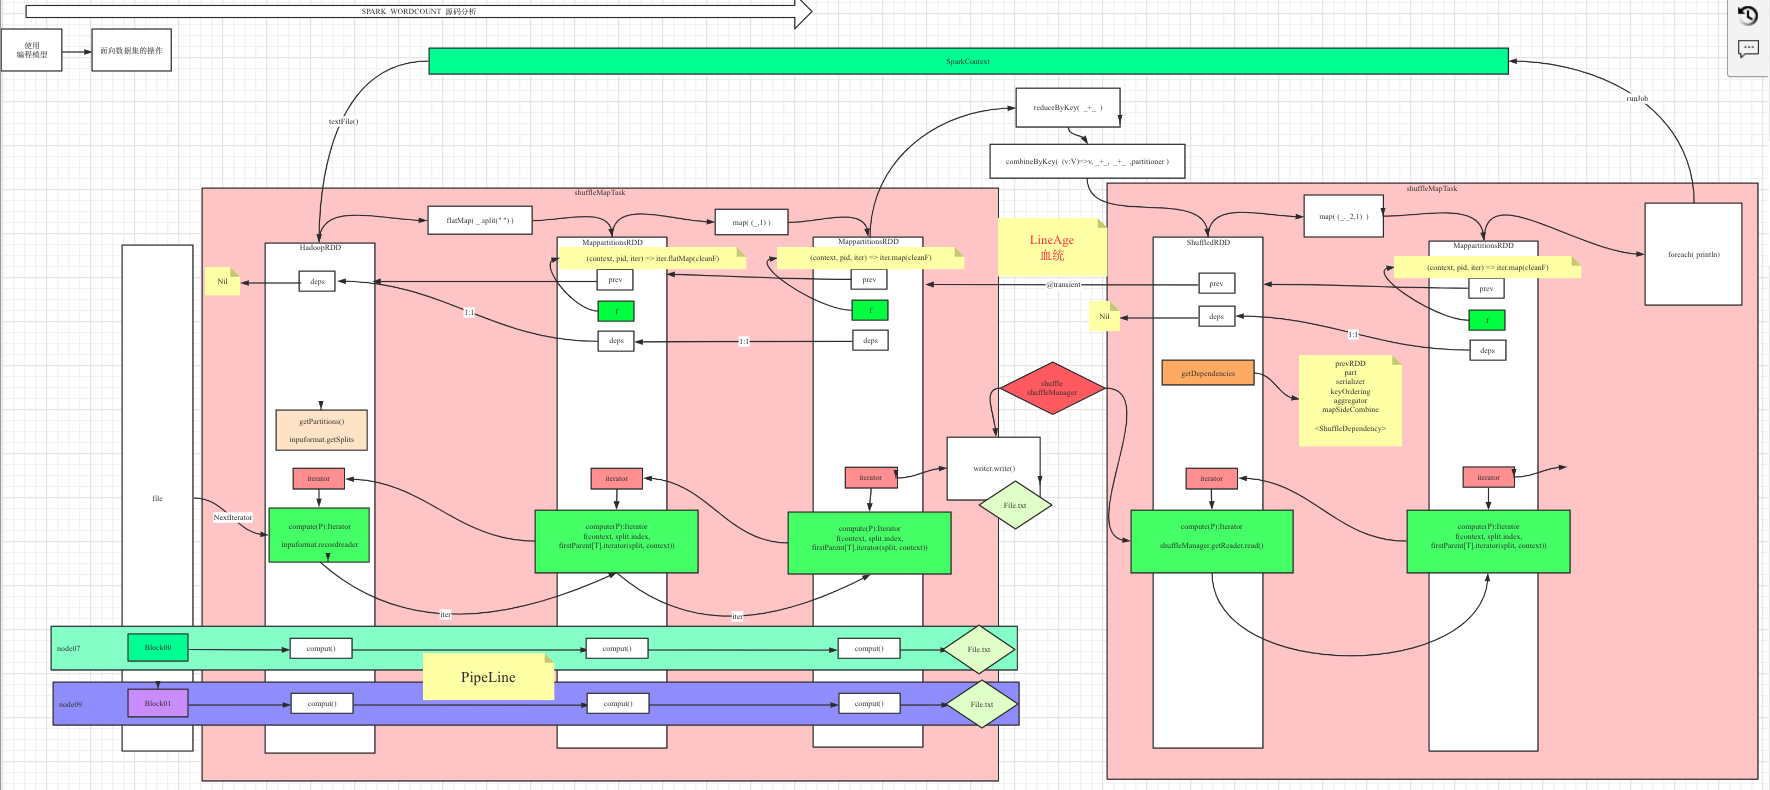 SPARK WORDCOUNT 源码分析
使用
编程模型
面向数据集的操作
SparkContext
textFile()
runJob
reduceByKey( _+_ )
combineByKey( (v:V)=>v, _+_, _+_ ,partitioner )
shuffleMapTask
flatMap( _.split(" ") )
map( (_,1) )
HadoopRDD
MappartitionsRDD
MappartitionsRDD
(context, pid, iter) => iter.flatMap(cleanF)
(context, pid, iter) => iter.map(cleanF)
Nil
deps
prev
prev
f
f
1:1
deps
1:1
deps
LineAge
血统
@transient
shuffleMapTask
map( (_._2,1) )
foreach( println)
ShuffledRDD
MappartitionsRDD
(context, pid, iter) => iter.map(cleanF)
prev
prev
Nil
deps
f
1:1
deps
getDependencies
prevRDD
part
serializer
keyOrdering
aggregator
mapSideCombine
<ShuffleDependency>
shuffle
shuffleManager
getPartitions()
inpuformat.getSplits
file
NextIterator
iterator
iterator
iterator
writer.write()
File.txt
iterator
iterator
compute(P):Iterator
inpuformat.recordreader
compute(P):Iterator
f(context, split.index,
firstParent[T].iterator(split, context))
compute(P):Iterator
f(context, split.index,
firstParent[T].iterator(split, context))
compute(P):Iterator
shuffleManager.getReader.read()
compute(P):Iterator
f(context, split.index,
firstParent[T].iterator(split, context))
iter
iter
node07
Block00
comput()
comput()
comput()
File.txt
PipeLine
node09
Block01
comput()
comput()
comput()
File.txt